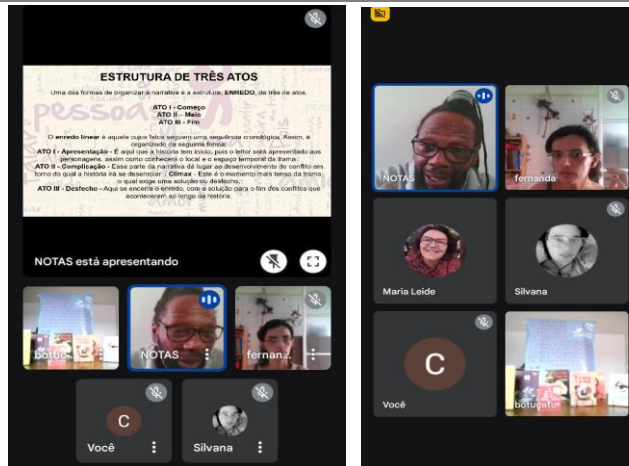 ESTRUTURA DE TRÊS ATOS
Uma das formas de organizar a narrativa é a estrutura, ENREDO, de três de atos.
ATO I - Começo
ATO II – Meio
ATO III - Fim
O enredo linear é aquele cujos fatos seguem uma sequência cronológica. Assim, é
organizado da seguinte forma:
ATO I - Apresentação - É aqui que a história tem início, pois o leitor será apresentado aos
personagens, assim como conhecerá o local e o espaço temporal da trama.
ATO II - Complicação - Essa parte da narrativa dá lugar ao desenvolvimento do conflito em
torno do qual a história irá se desenrolar. / Clímax - Este é o momento mais tenso da trama,
o qual exige uma solução ou desfecho.
ATO III - Desfecho - Aqui se encerra o enredo, com a solução para o fim dos conflitos que
aconteceram ao longo da história.
pessoa
NOTAS está apresentando
botuc...
NOTAS
fernan...
C
Você
Silvana
NOTAS
fernanda
Maria Leide
Silvana
C
Você
botucatu